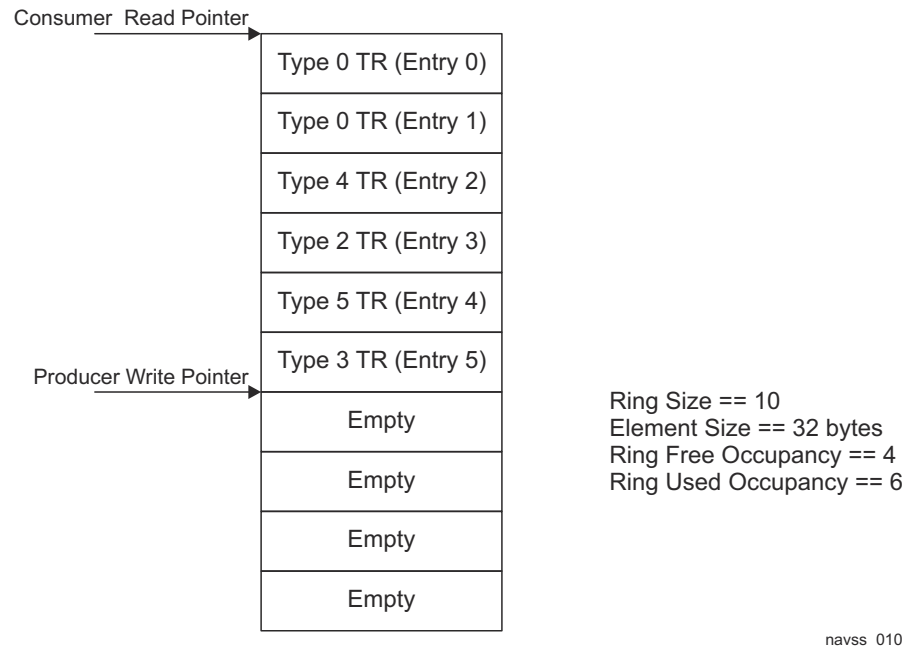 Consumer Read Pointer
Type 0 TR (Entry 0)
Type 0 TR (Entry 1)
Type 4 TR (Entry 2)
Type 2 TR (Entry 3)
Type 5 TR (Entry 4)
Type 3 TR (Entry 5)
Producer Write Pointer
Empty
Empty
Empty
Empty
Ring Size == 10
Element Size == 32 bytes
Ring Free Occupancy == 4
Ring Used Occupancy == 6
navss_010